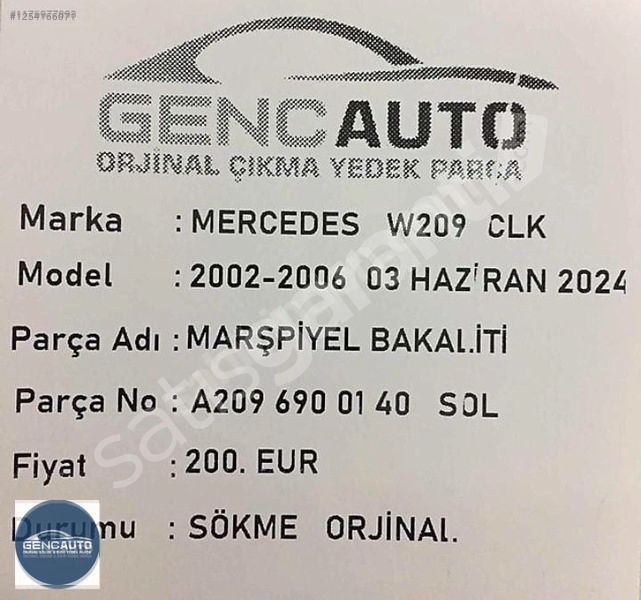 #1254166071
GENCAUTO
ORJİNAL ÇIKMA YEDEK PARÇA
Marka : MERCEDES W209 CLK
Model : 2002-2006 03 HAZİRAN 2024
Parça Adı : MARŞPİYEL BAKALİTİ
Parça No : A209 690 01 40 SOL
Fiyat : 200. EUR
Durumu : SÖKME ORJİNAL.
satisgaranti
GENCAUTO